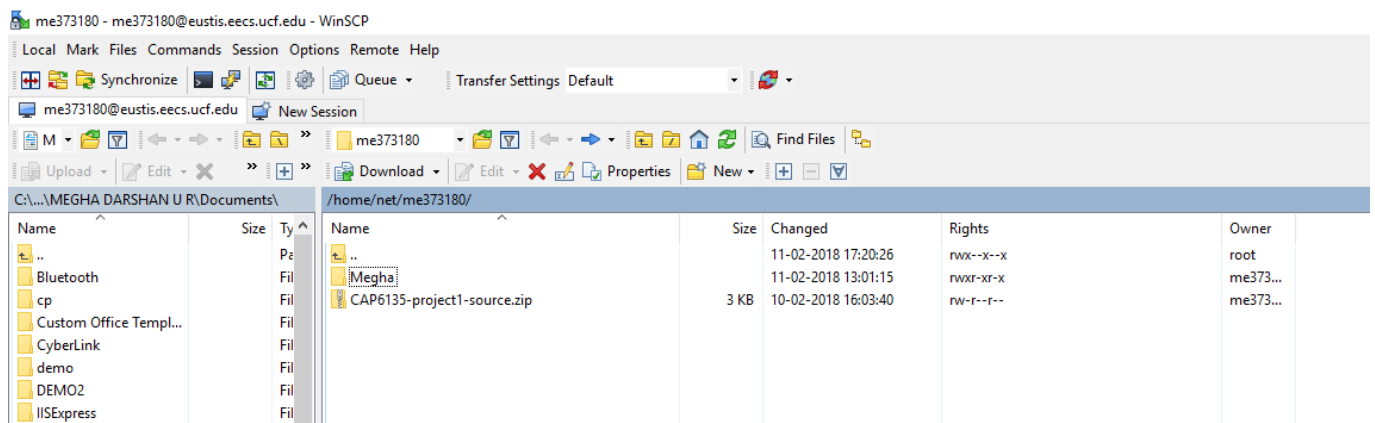 me373180 - me373180@eustis.eecs.ucf.edu - WinSCP
Local Mark Files Commands Session Options Remote Help
Synchronize Queue Transfer Settings Default
me373180@eustis.eecs.ucf.edu New Session
M » me373180 Find Files
Upload Edit » » Download Edit Properties New
C:\...\MEGHA DARSHAN U R\Documents\ /home/net/me373180/
Name Size Ty Name Size Changed Rights Owner
.. Pa .. 11-02-2018 17:20:26 rwx--x--x root
Bluetooth Fil Megha 11-02-2018 13:01:15 rwxr-xr-x me373...
cp Fil CAP6135-project1-source.zip 3 KB 10-02-2018 16:03:40 rw-r--r-- me373...
Custom Office Templ... Fil
CyberLink Fil
demo Fil
DEMO2 Fil
IISExpress Fil